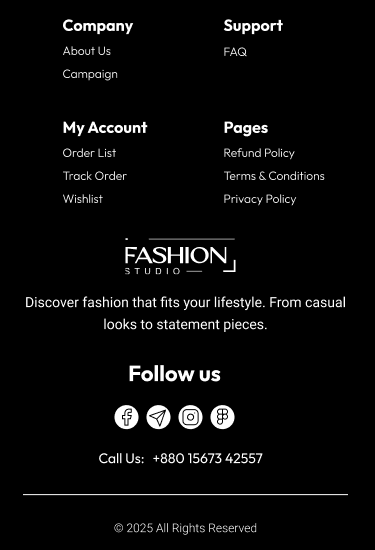 Company
About Us
Campaign
Support
FAQ
My Account
Order List
Track Order
Wishlist
Pages
Refund Policy
Terms & Conditions
Privacy Policy
FASHION
STUDIO
Discover fashion that fits your lifestyle. From casual
looks to statement pieces.
Follow us
Call Us: +880 15673 42557
© 2025 All Rights Reserved